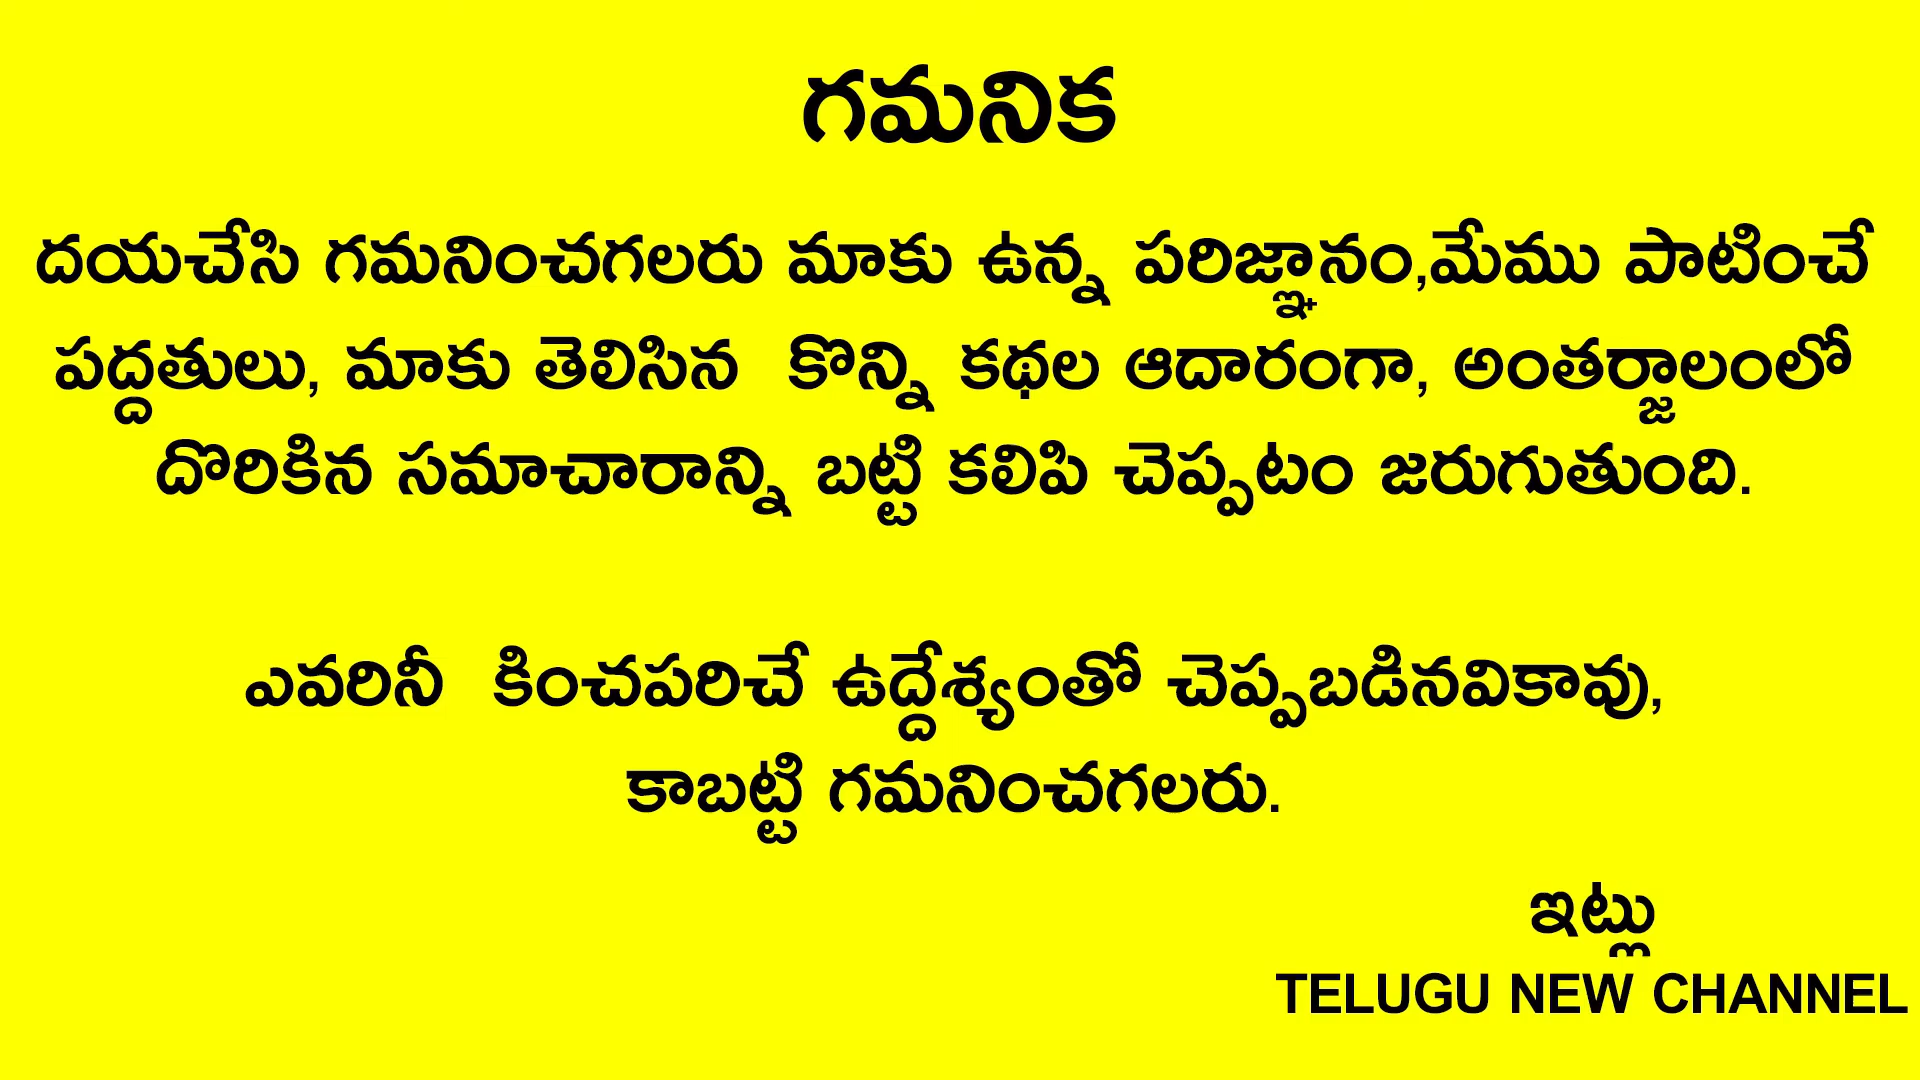 గమనిక
దయచేసి గమనించగలరు మాకు ఉన్న పరిజ్ఞానం,మేము పాటించే
పద్దతులు, మాకు తెలిసిన  కొన్ని కథల ఆదారంగా, అంతర్జాలంలో
దొరికిన సమాచారాన్ని బట్టి కలిపి చెప్పటం జరుగుతుంది.
ఎవరినీ  కించపరిచే ఉద్దేశ్యంతో చెప్పబడినవికావు,
కాబట్టి గమనించగలరు.
ఇట్లు
TELUGU NEW CHANNEL